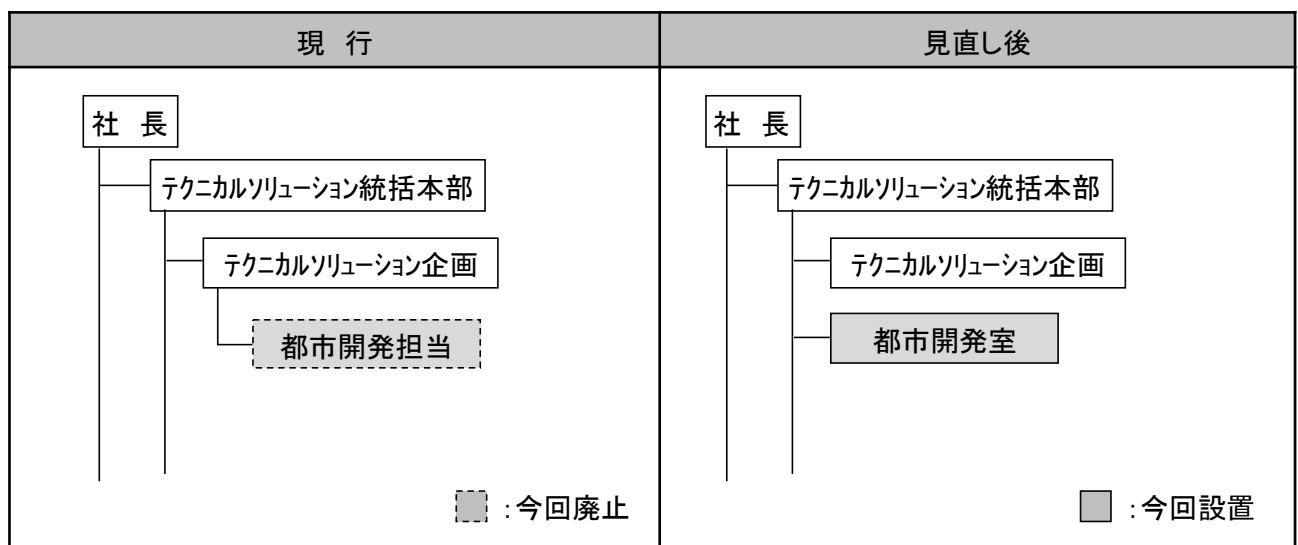 現 行
見直し後
社 長
テクニカルソリューション統括本部
テクニカルソリューション企画
都市開発担当
:今回廃止
社 長
テクニカルソリューション統括本部
テクニカルソリューション企画
都市開発室
:今回設置